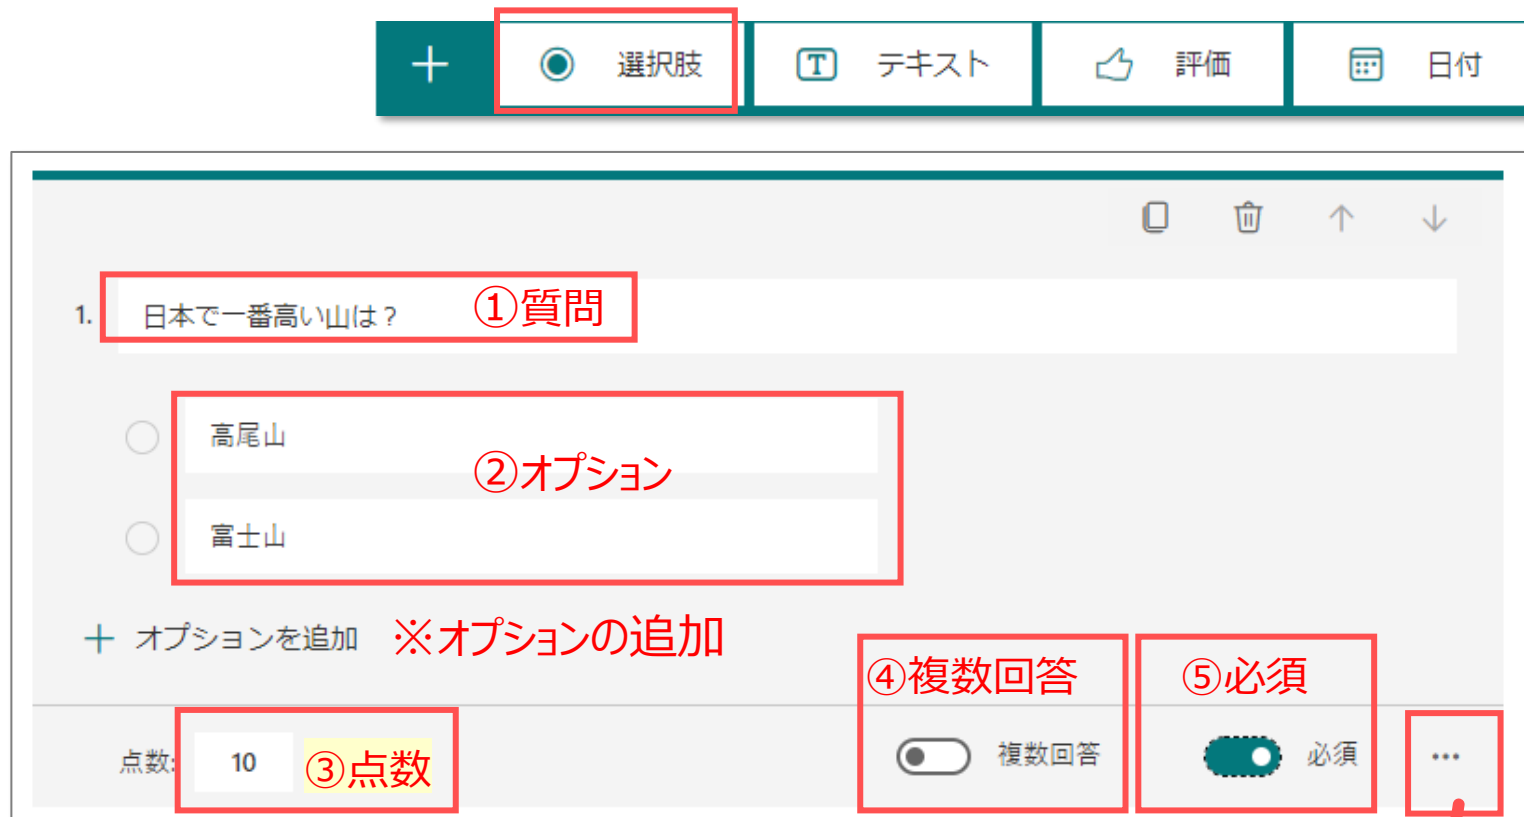 選択肢 テキスト 評価 日付
1. 日本で一番高い山は? ①質問
高尾山
②オプション
富士山
オプションを追加 ※オプションの追加
④複数回答 ⑤必須
点数: 10 ③点数 複数回答 必須